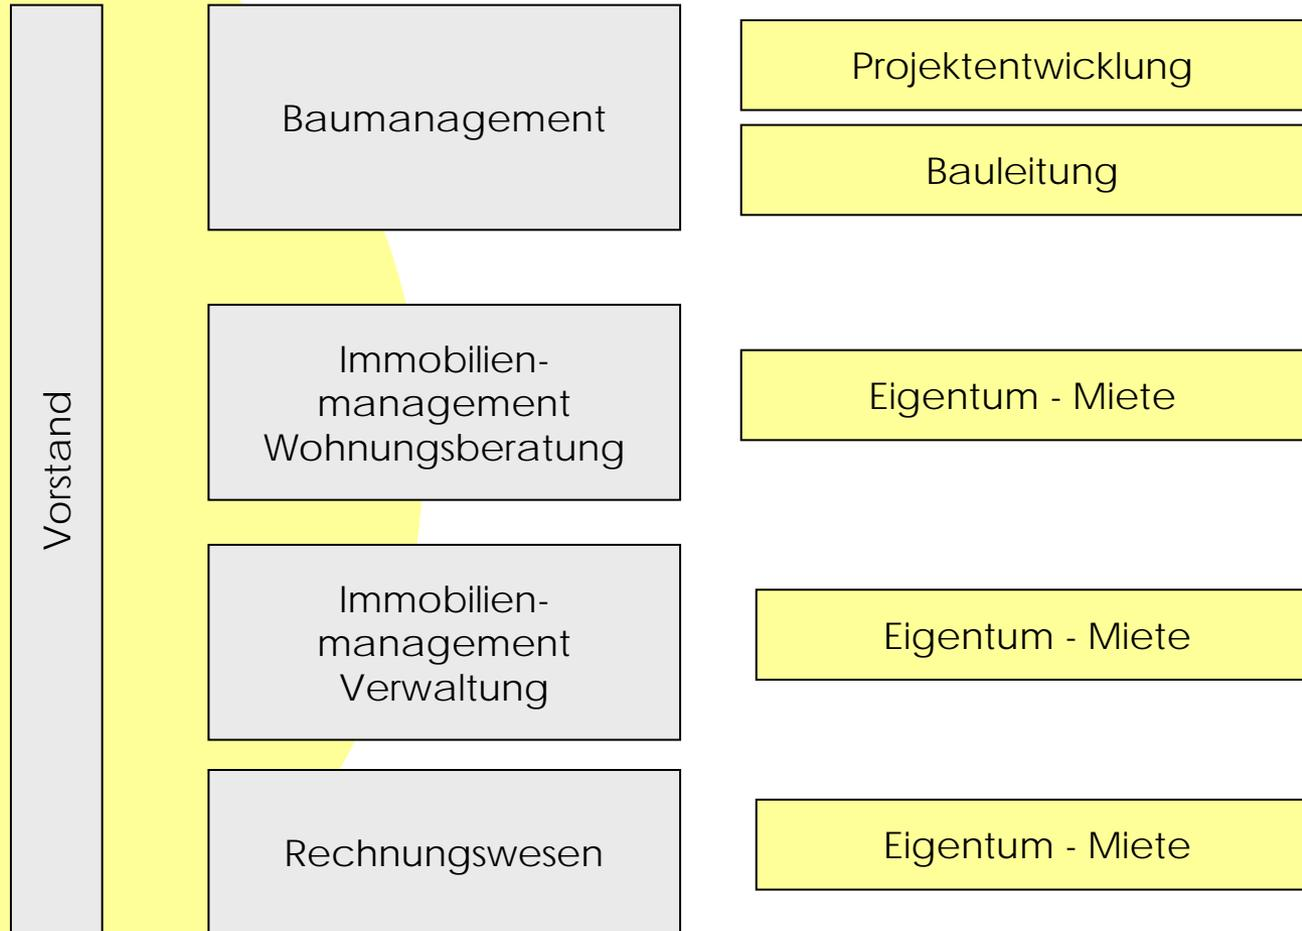 Vorstand
Baumanagement
Projektentwicklung
Bauleitung
Immobilien-
management
Wohnungsberatung
Eigentum - Miete
Immobilien-
management
Verwaltung
Eigentum - Miete
Rechnungswesen
Eigentum - Miete